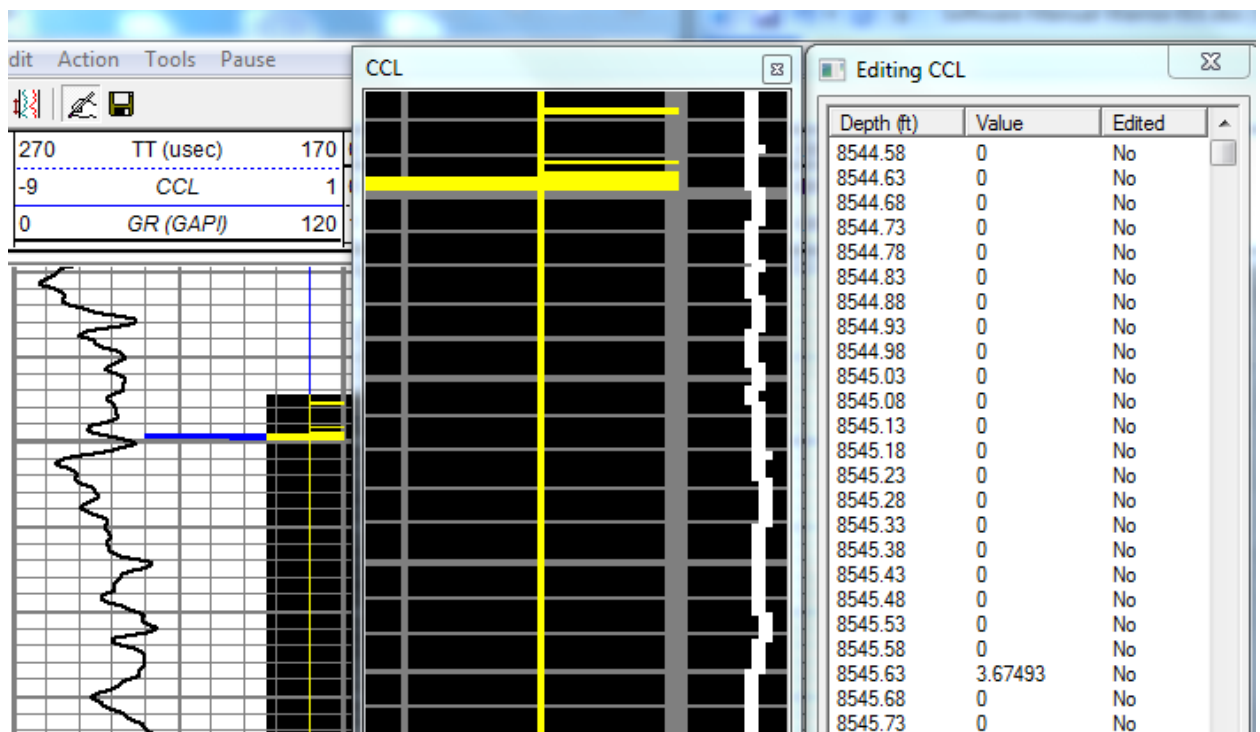 dit Action Tools Pause
270 TT (usec) 170
-9 CCL 1
0 GR (GAPI) 120
CCL
Editing CCL
Depth (ft) Value Edited
8544.58 0 No
8544.63 0 No
8544.68 0 No
8544.73 0 No
8544.78 0 No
8544.83 0 No
8544.88 0 No
8544.93 0 No
8544.98 0 No
8545.03 0 No
8545.08 0 No
8545.13 0 No
8545.18 0 No
8545.23 0 No
8545.28 0 No
8545.33 0 No
8545.38 0 No
8545.43 0 No
8545.48 0 No
8545.53 0 No
8545.58 0 No
8545.63 3.67493 No
8545.68 0 No
8545.73 0 No